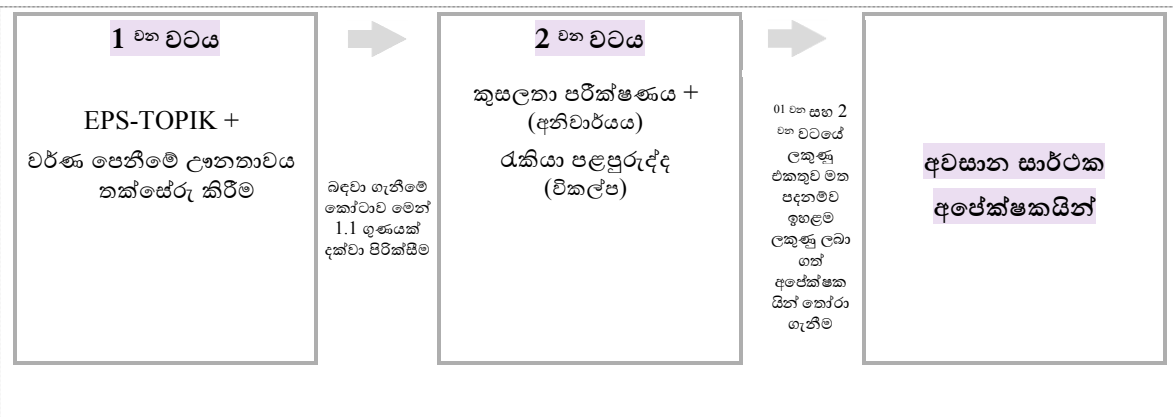 1 වන වටය
EPS-TOPIK +
වර්ණ පෙනීමේ ඌනතාවය
තක්සේරු කිරීම
බඳවා ගැනීමේ
කෝටාව මෙන්
1.1 ගුණයක්
දක්වා පිරික්සීම
2 වන වටය
කුසලතා පරීක්ෂණය +
(අනිවාර්යය)
රැකියා පළපුරුද්ද
(විකල්ප)
01 වන සහ 2
වන වටයේ
ලකුණු
එකතුව මත
පදනම්ව
ඉහළම
ලකුණු ලබා
ගත්
අපේක්ෂක
යින් තෝරා
ගැනීම
අවසාන සාර්ථක
අපේක්ෂකයින්